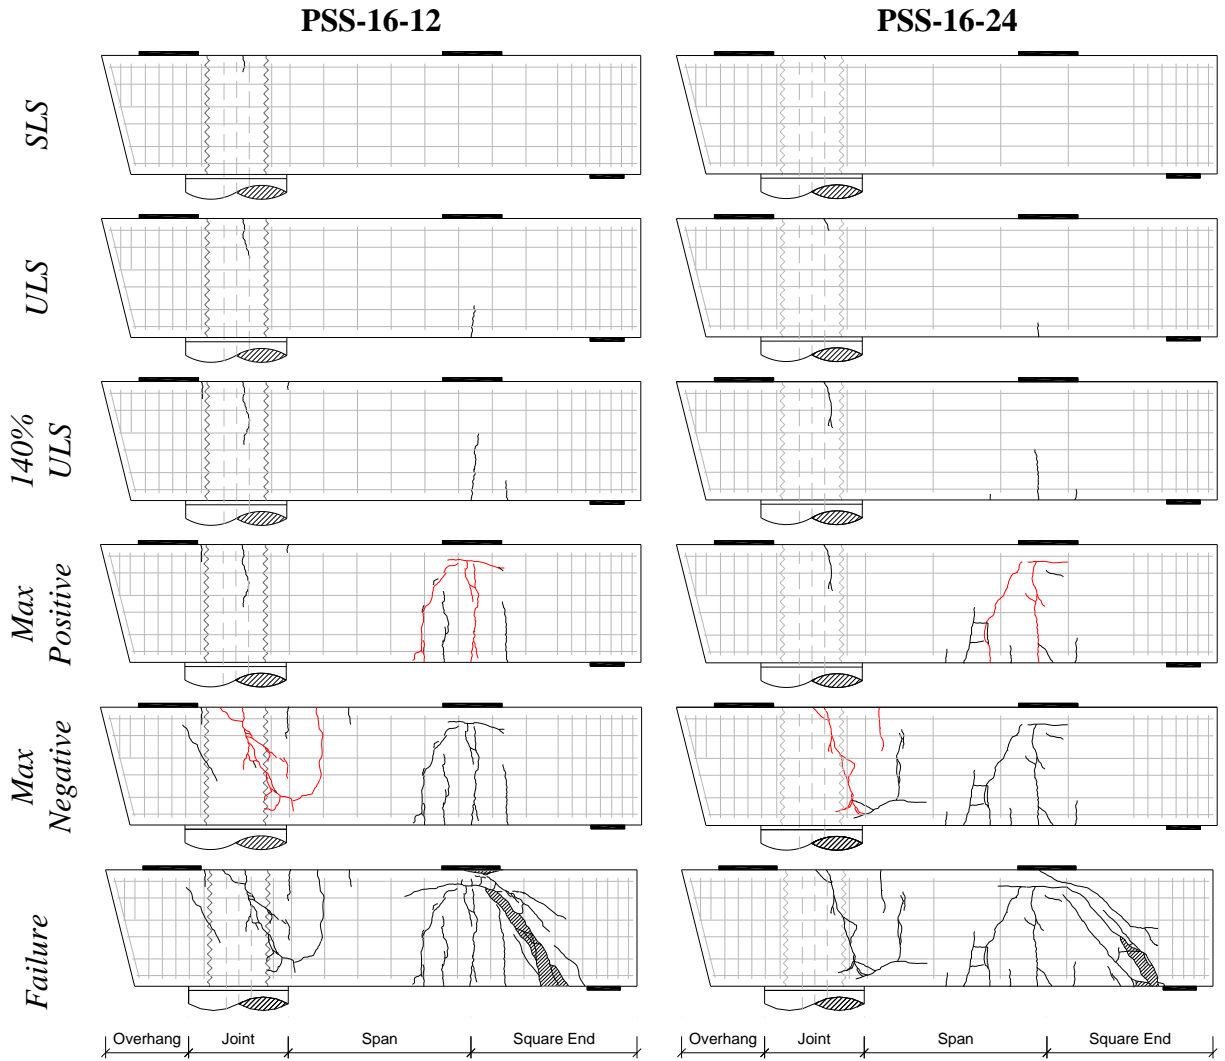 PSS-16-12
PSS-16-24
SLS
ULS
140%
ULS
Max
Positive
Max
Negative
Failure
Overhang
Joint
Span
Square End
Overhang
Span
Square End